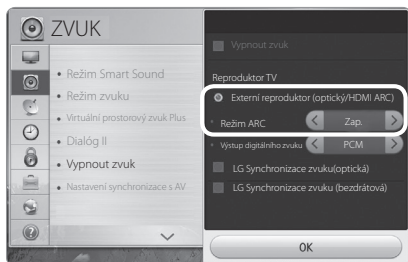 ZVUK
• Režim Smart Sound
• Režim zvuku
• Virtuální prostorový zvuk Plus
• Dialóg II
• Vypnout zvuk
• Nastavení synchronizace s AV
Vypnout zvuk
Reproduktor TV
Externí reproduktor (optický/HDMI ARC)
Režim ARC < Zap. >
Výstup digitálního zvuku < PCM >
LG Synchronizace zvuku(optická)
LG Synchronizace zvuku (bezdrátová)
OK